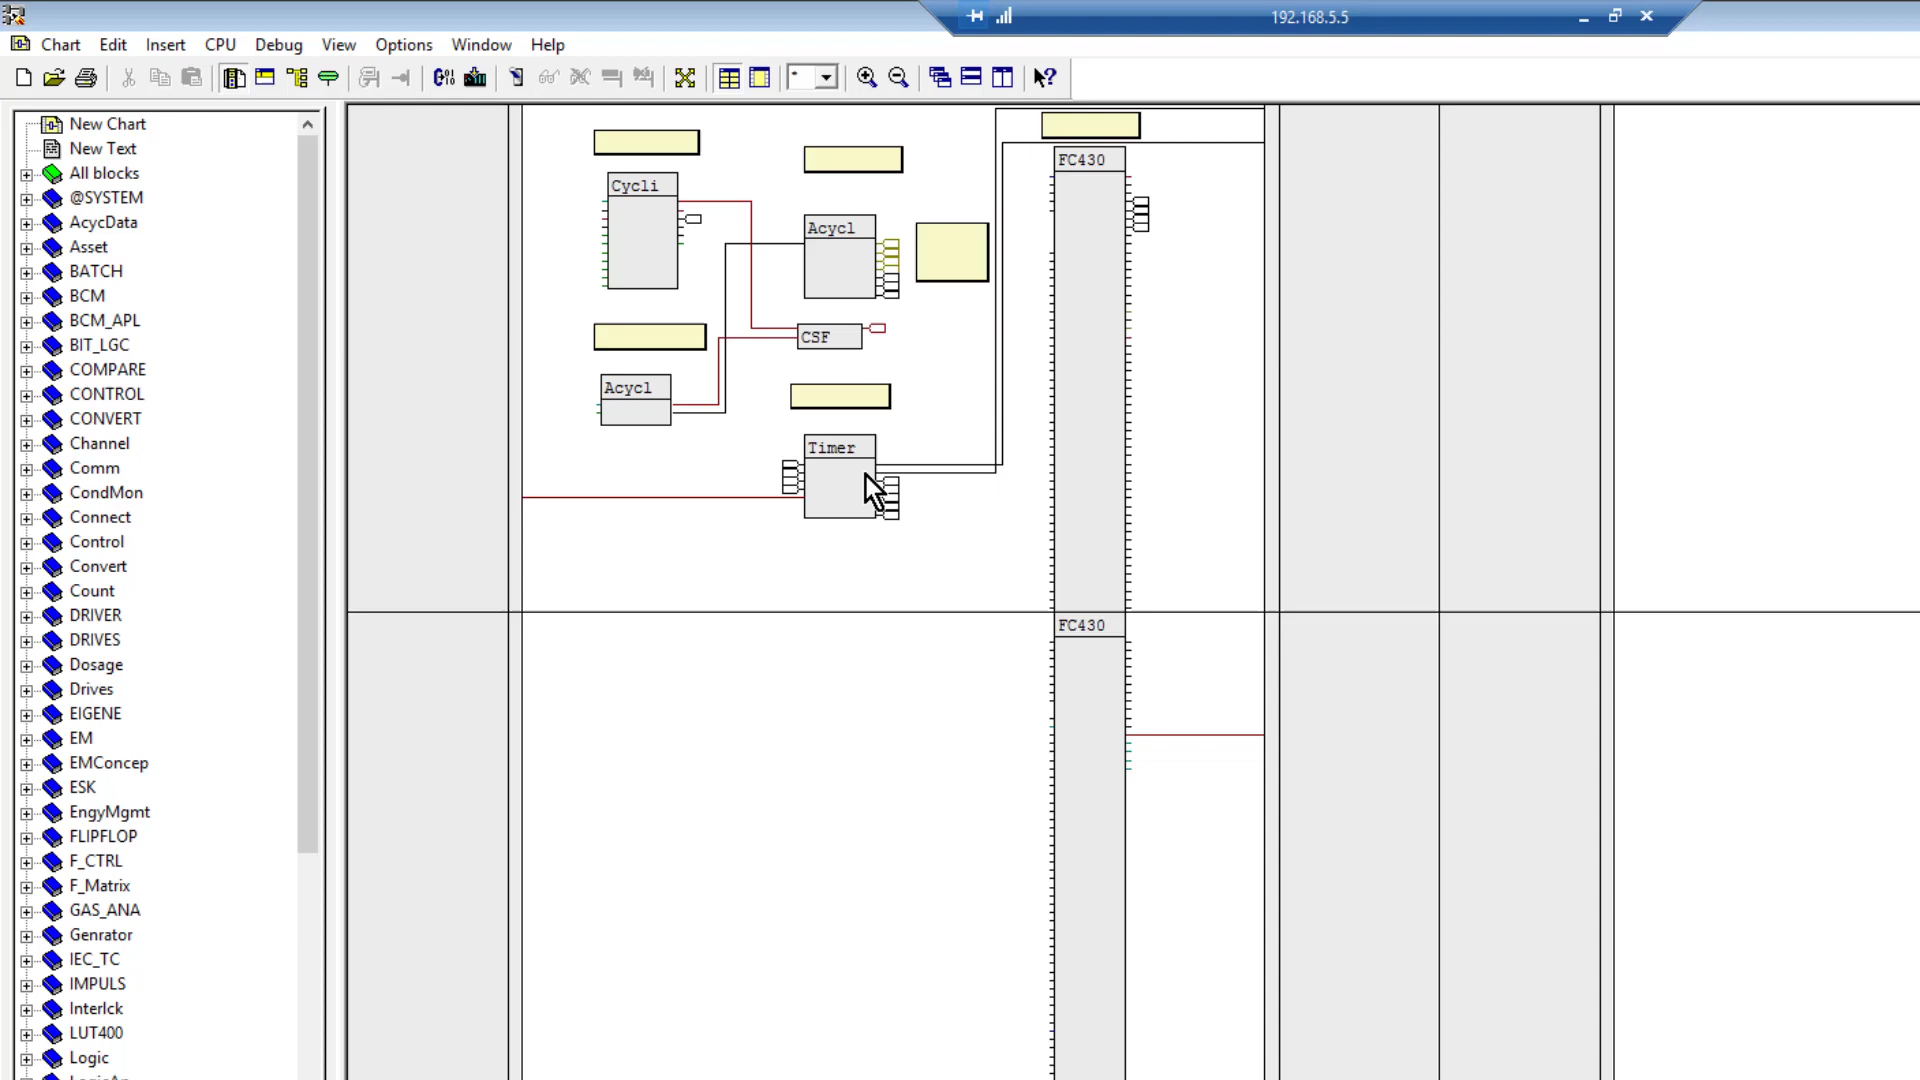 192.168.5.5
Chart Edit Insert CPU Debug View Options Window Help
New Chart
New Text
All blocks
@SYSTEM
AcycData
Asset
BATCH
BCM
BCM_APL
BIT_LGC
COMPARE
CONTROL
CONVERT
Channel
Comm
CondMon
Connect
Control
Convert
Count
DRIVER
DRIVES
Dosage
Drives
EIGENE
EM
EMConcep
ESK
EngyMgmt
FLIPFLOP
F_CTRL
F_Matrix
GAS_ANA
Genrator
IEC_TC
IMPULS
Interlck
LUT400
Logic
Cycli
Acycl
CSF
Acycl
Timer
FC430
FC430